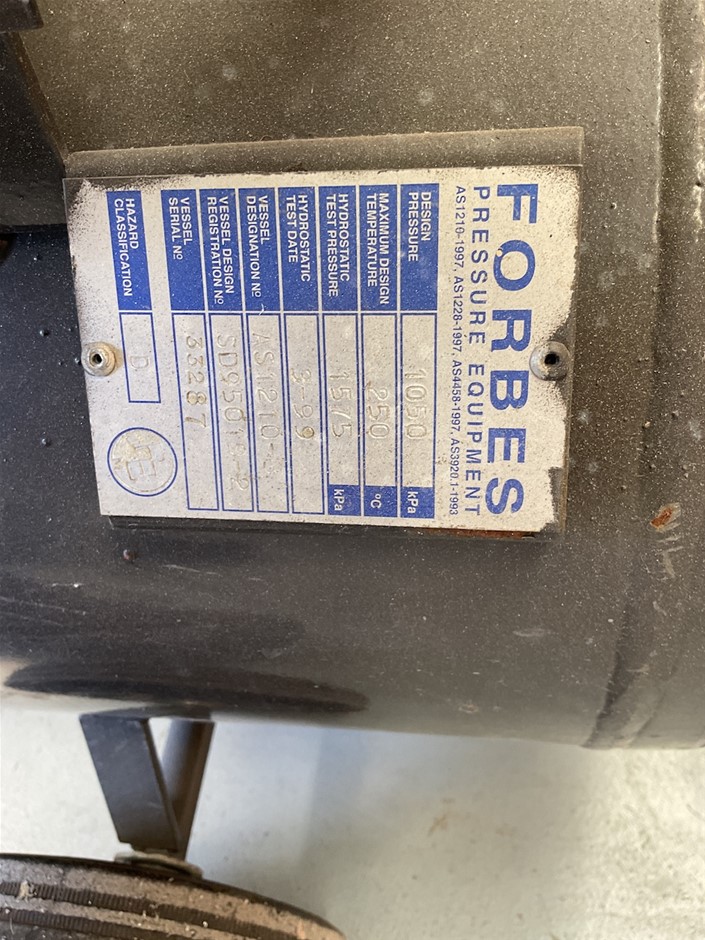 FORBES
PRESSURE EQUIPMENT
AS1210-1997, AS1228-1997, AS4458-1997, AS3920.1-1993
DESIGN PRESSURE 1050 kPa
MAXIMUM DESIGN TEMPERATURE 250 °C
HYDROSTATIC TEST PRESSURE 1575 kPa
HYDROSTATIC TEST DATE 3-99
VESSEL DESIGNATION Nº AS1210-
VESSEL DESIGN REGISTRATION Nº
VESSEL SERIAL Nº 33287
HAZARD CLASSIFICATION D